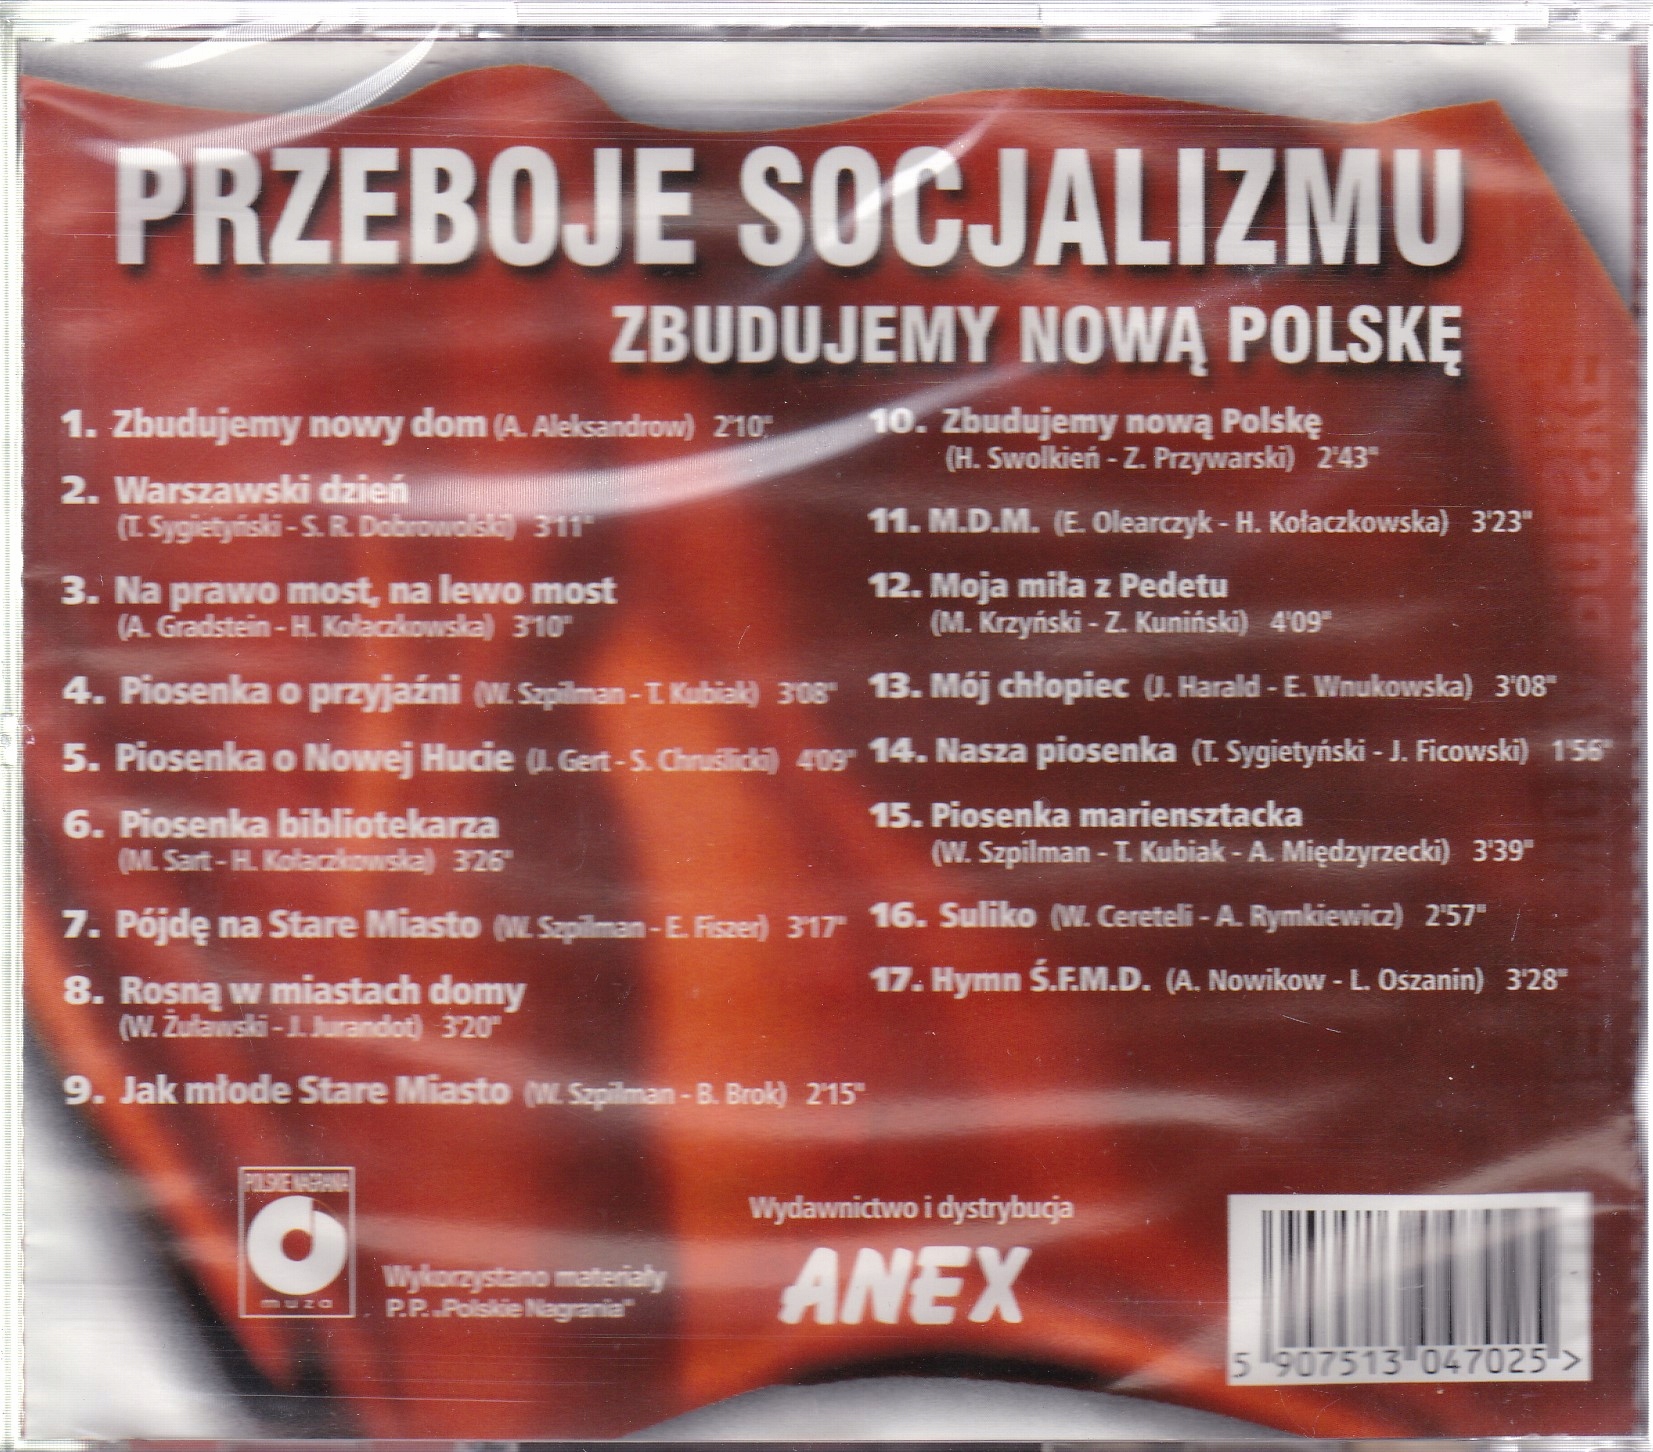 PRZEBOJE SOCJALIZMU
ZBUDUJEMY NOWĄ POLSKĘ
1. Zbudujemy nowy dom (A. Aleksandrow) 2'10"
2. Warszawski dzień
(T. Sygietyński - S. R. Dobrowolski) 3'11"
3. Na prawo most, na lewo most
(A. Gradstein - H. Kołaczkowska) 3'10"
4. Piosenka o przyjaźni (W. Szpilman - T. Kubiak) 3'08"
5. Piosenka o Nowej Hucie (J. Gert - S. Chruślicki) 4'09"
6. Piosenka bibliotekarza
(M. Sart - H. Kołaczkowska) 3'26"
7. Pójdę na Stare Miasto (W. Szpilman - E. Fiszer) 3'17"
8. Rosną w miastach domy
(W. Żuławski - J. Jurandot) 3'20"
9. Jak młode Stare Miasto (W. Szpilman - B. Brok) 2'15"
10. Zbudujemy nową Polskę
(H. Swolkień - Z. Przywarski) 2'43"
11. M.D.M. (E. Olearczyk - H. Kołaczkowska) 3'23"
12. Moja miła z Pedetu
(M. Krzyński - Z. Kuniński) 4'09"
13. Mój chłopiec (J. Harald - E. Wnukowska) 3'08"
14. Nasza piosenka (T. Sygietyński - J. Ficowski) 1'56"
15. Piosenka mariensztacka
(W. Szpilman - T. Kubiak - A. Międzyrzecki) 3'39"
16. Suliko (W. Cereteli - A. Rymkiewicz) 2'57"
17. Hymn Ś.F.M.D. (A. Nowikow - L. Oszanin) 3'28"
POLSKIE NAGRANIA
muza
Wykorzystano materiały
P.P. „Polskie Nagrania"
Wydawnictwo i dystrybucja
ANEX
5 907513 047025 >